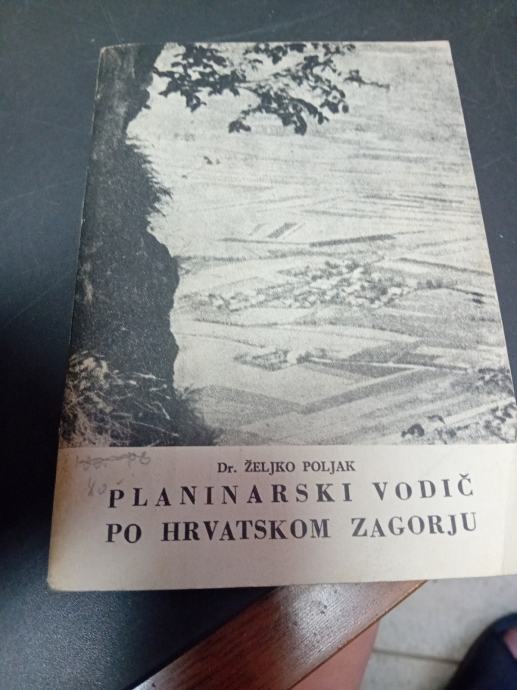 Dr. ŽELJKO POLJAK
PLANINARSKI VODIČ
PO HRVATSKOM ZAGORJU